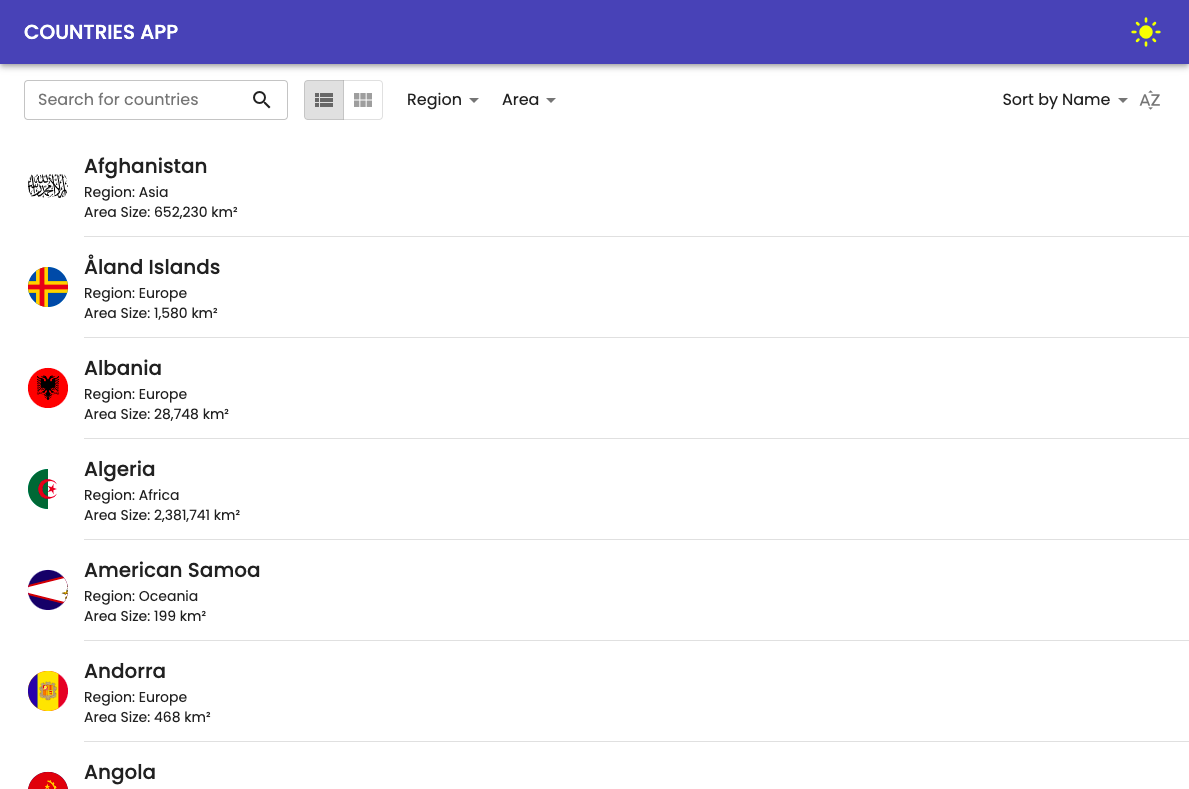 COUNTRIES APP
Search for countries
Region
Area
Sort by Name
AZ
Afghanistan
Region: Asia
Area Size: 652,230 km²
Åland Islands
Region: Europe
Area Size: 1,580 km²
Albania
Region: Europe
Area Size: 28,748 km²
Algeria
Region: Africa
Area Size: 2,381,741 km²
American Samoa
Region: Oceania
Area Size: 199 km²
Andorra
Region: Europe
Area Size: 468 km²
Angola